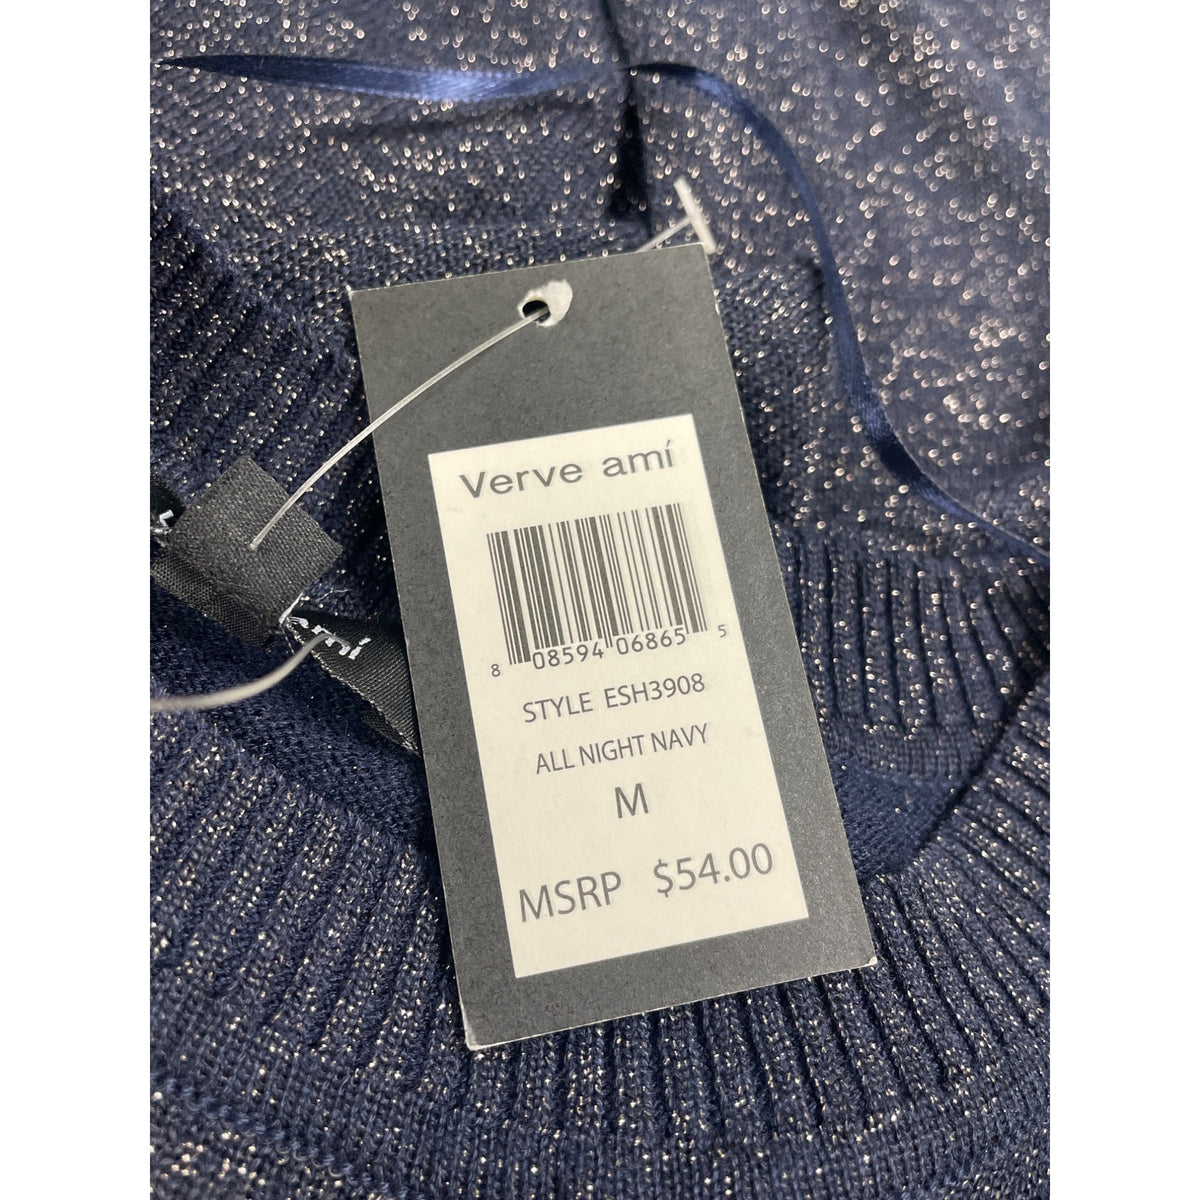 Verve amí
8 08594 06865 5
STYLE ESH3908
ALL NIGHT NAVY
M
MSRP $54.00